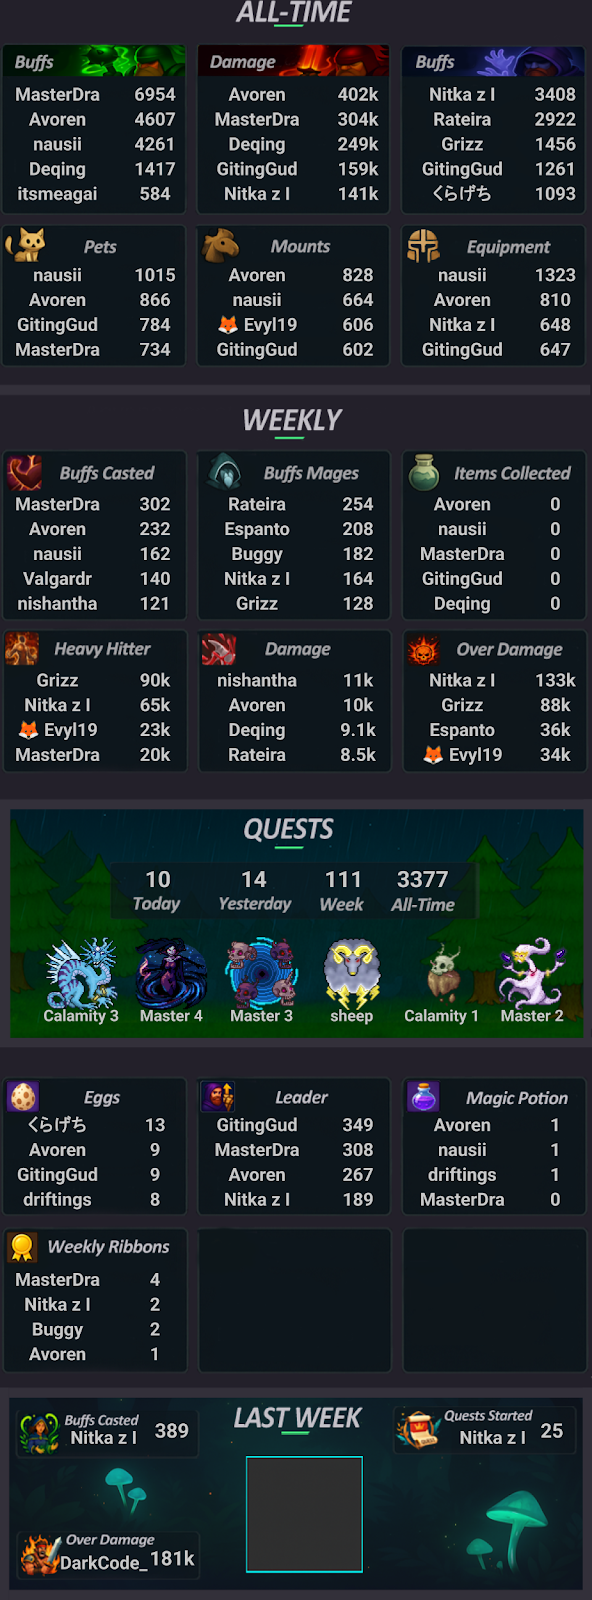 ALL-TIME
Buffs
MasterDra 6954
Avoren 4607
nausii 4261
Deqing 1417
itsmeagai 584
Damage
Avoren 402k
MasterDra 304k
Deqing 249k
GitingGud 159k
Nitka z I 141k
Buffs
Nitka z I 3408
Rateira 2922
Grizz 1456
GitingGud 1261
くらげち 1093
Pets
nausii 1015
Avoren 866
GitingGud 784
MasterDra 734
Mounts
Avoren 828
nausii 664
🦊 Evyl19 606
GitingGud 602
Equipment
nausii 1323
Avoren 810
Nitka z I 648
GitingGud 647
WEEKLY
Buffs Casted
MasterDra 302
Avoren 232
nausii 162
Valgardr 140
nishantha 121
Buffs Mages
Rateira 254
Espanto 208
Buggy 182
Nitka z I 164
Grizz 128
Items Collected
Avoren 0
nausii 0
MasterDra 0
GitingGud 0
Deqing 0
Heavy Hitter
Grizz 90k
Nitka z I 65k
🦊 Evyl19 23k
MasterDra 20k
Damage
nishantha 11k
Avoren 10k
Deqing 9.1k
Rateira 8.5k
Over Damage
Nitka z I 133k
Grizz 88k
Espanto 36k
🦊 Evyl19 34k
QUESTS
10 14 111 3377
Today Yesterday Week All-Time
Calamity 3 Master 4 Master 3 sheep Calamity 1 Master 2
Eggs
くらげち 13
Avoren 9
GitingGud 9
driftings 8
Leader
GitingGud 349
MasterDra 308
Avoren 267
Nitka z I 189
Magic Potion
Avoren 1
nausii 1
driftings 1
MasterDra 0
Weekly Ribbons
MasterDra 4
Nitka z I 2
Buggy 2
Avoren 1
LAST WEEK
Buffs Casted
Nitka z I 389
Quests Started
Nitka z I 25
Over Damage
DarkCode_ 181k